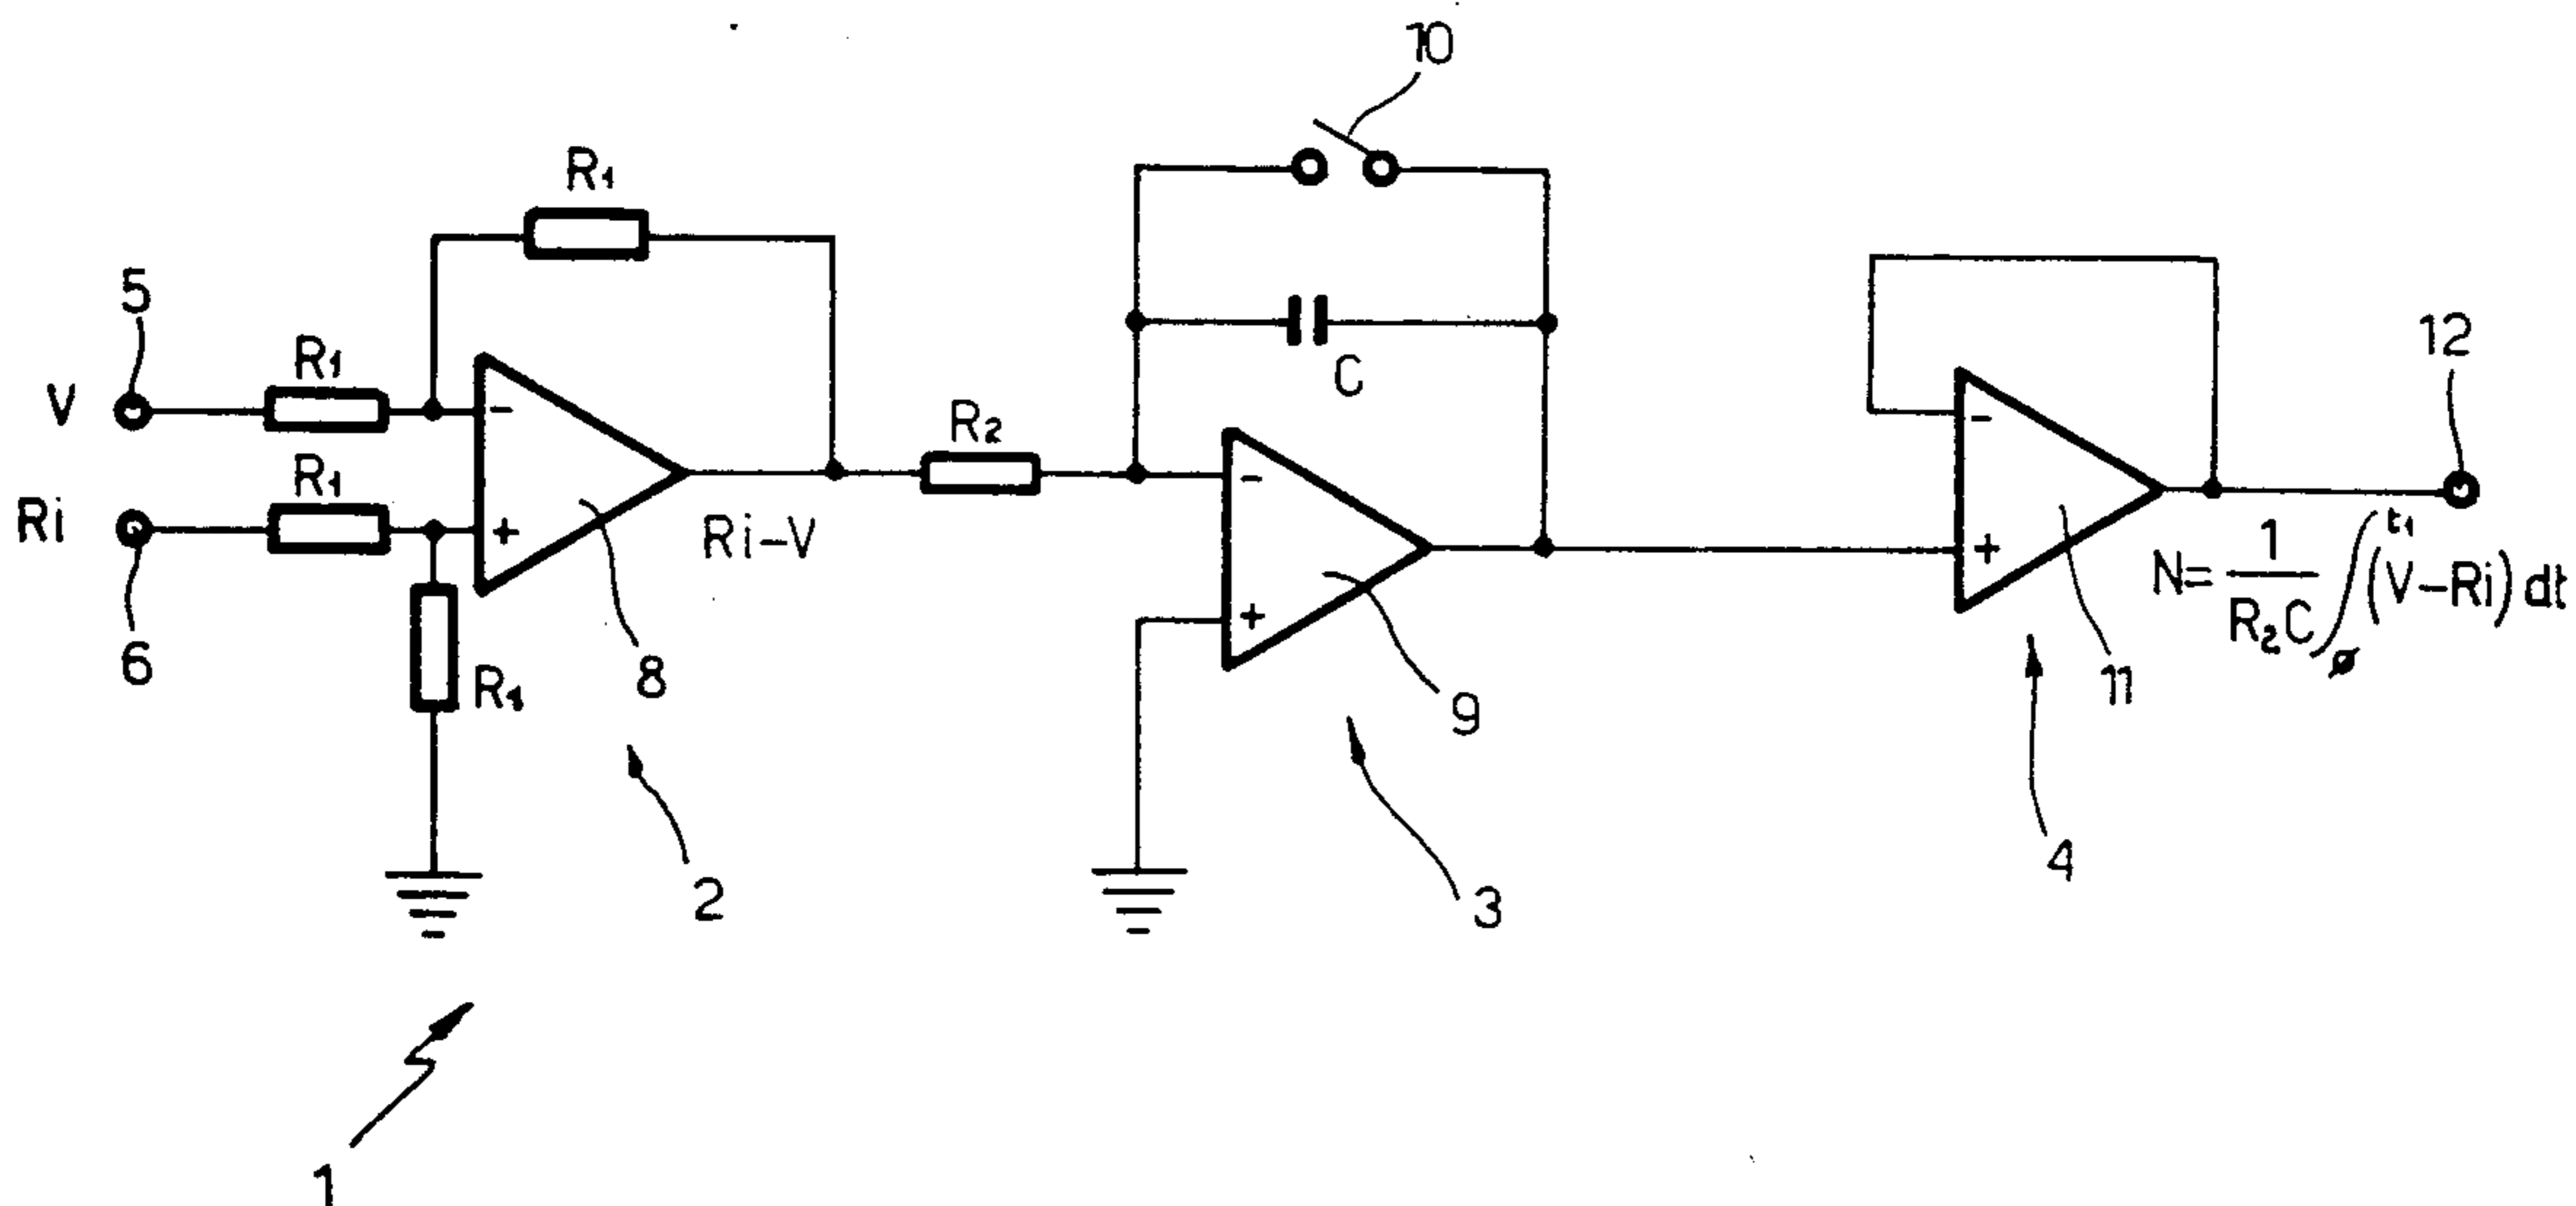 10
R₁
5
R₁
V
12
C
R₂
-
-
-
R₁
Ri
+
Ri-V
+
+
t₁
N= 1/R₂C ∫ (V-Ri) dt
ø
6
R₁
8
9
11
2
3
4
1